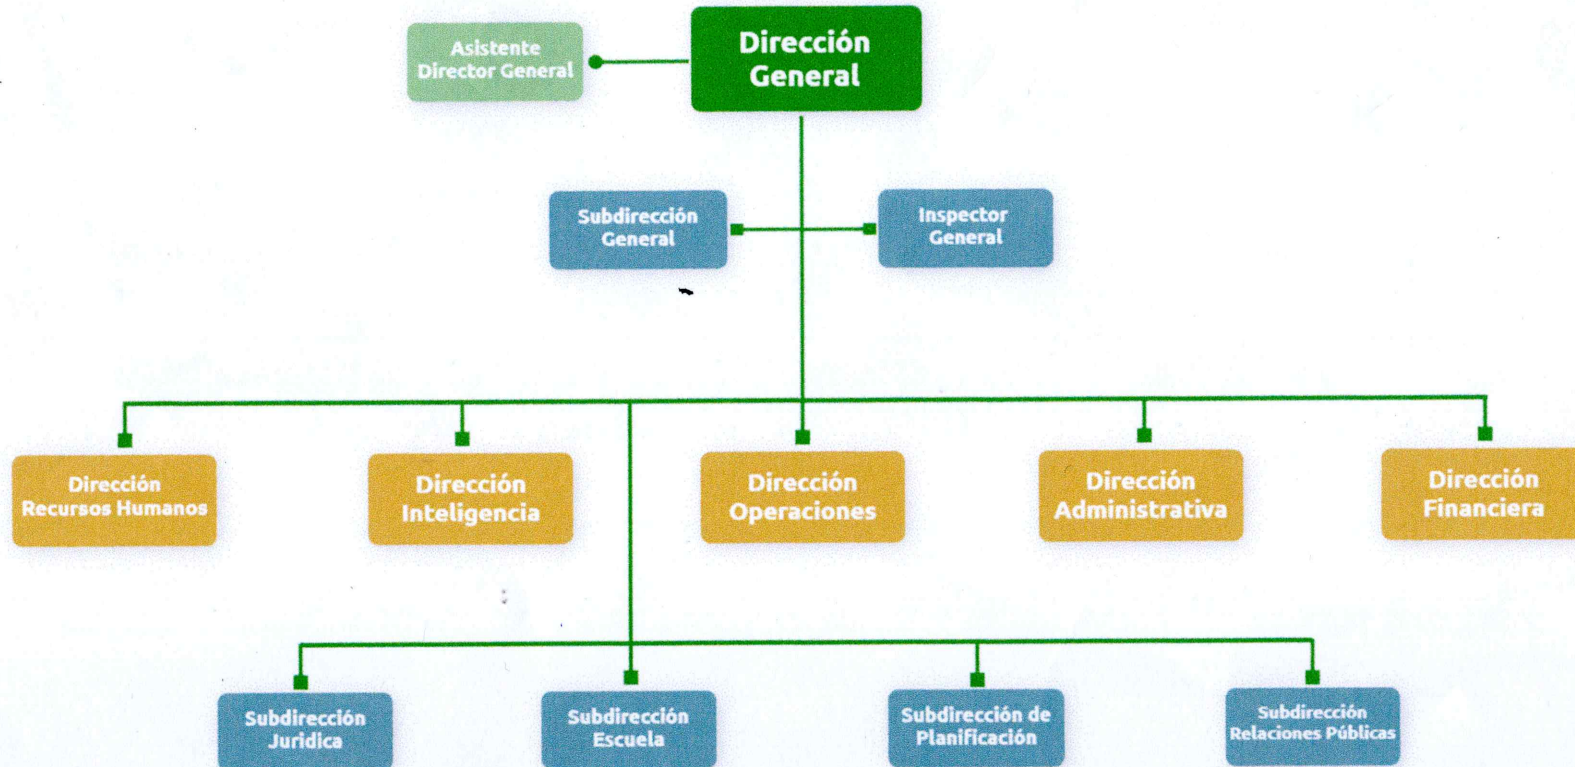 Asistente
Director General
Dirección
General
Subdirección
General
Inspector
General
Dirección
Recursos Humanos
Dirección
Inteligencia
Dirección
Operaciones
Dirección
Administrativa
Dirección
Financiera
Subdirección
Juridica
Subdirección
Escuela
Subdirección de
Planificación
Subdirección
Relaciones Públicas